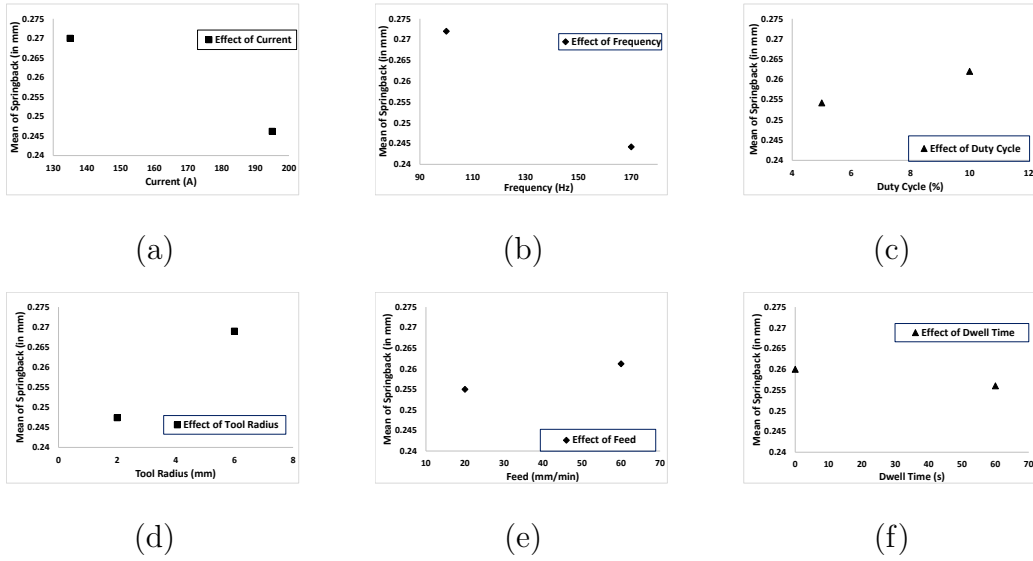 Mean of Springback (in mm)
0.275
0.27
0.265
0.26
0.255
0.25
0.245
0.24
Effect of Current
130 140 150 160 170 180 190 200
Current (A)
(a)
Mean of Springback (in mm)
0.275
0.27
0.265
0.26
0.255
0.25
0.245
0.24
Effect of Frequency
90 110 130 150 170
Frequency (Hz)
(b)
Mean of Springback (in mm)
0.275
0.27
0.265
0.26
0.255
0.25
0.245
0.24
Effect of Duty Cycle
4 6 8 10 12
Duty Cycle (%)
(c)
Mean of Springback (in mm)
0.275
0.27
0.265
0.26
0.255
0.25
0.245
0.24
Effect of Tool Radius
0 2 4 6 8
Tool Radius (mm)
(d)
Mean of Springback (in mm)
0.275
0.27
0.265
0.26
0.255
0.25
0.245
0.24
Effect of Feed
10 20 30 40 50 60 70
Feed (mm/min)
(e)
Mean of Springback (in mm)
0.275
0.27
0.265
0.26
0.255
0.25
0.245
0.24
Effect of Dwell Time
0 10 20 30 40 50 60 70
Dwell Time (s)
(f)